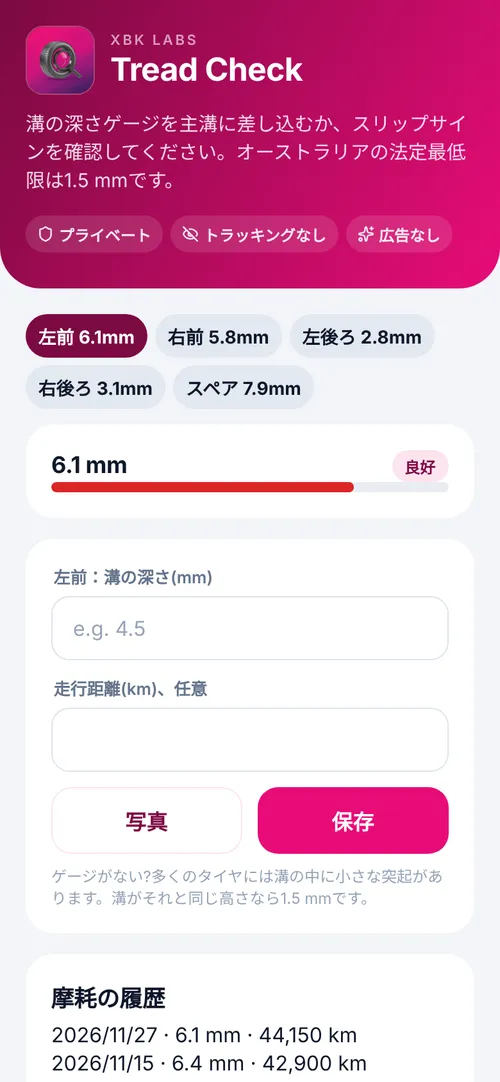 XBK LABS
Tread Check
溝の深さゲージを主溝に差し込むか、スリップサイ
ンを確認してください。オーストラリアの法定最低
限は1.5 mmです。
プライベート
トラッキングなし
広告なし
左前 6.1mm
右前 5.8mm
左後ろ 2.8mm
右後ろ 3.1mm
スペア 7.9mm
6.1 mm
良好
左前：溝の深さ(mm)
e.g. 4.5
走行距離(km)、任意
写真
保存
ゲージがない?多くのタイヤには溝の中に小さな突起があ
ります。溝がそれと同じ高さなら1.5 mmです。
摩耗の履歴
2026/11/27 · 6.1 mm · 44,150 km
2026/11/15 · 6.4 mm · 42,900 km